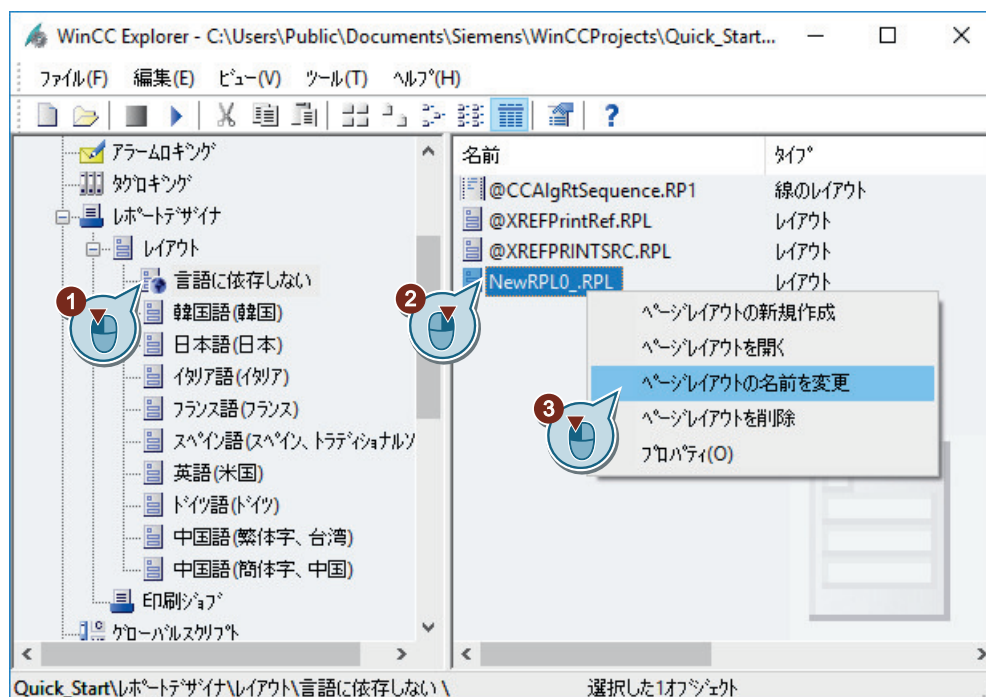 WinCC Explorer - C:\Users\Public\Documents\Siemens\WinCCProjects\Quick_Start...
ファイル(F) 編集(E) ビュー(V) ツール(T) ヘルプ(H)
アラームロギング
タグロギング
レポートデザイナ
レイアウト
言語に依存しない
韓国語(韓国)
日本語(日本)
イタリア語(イタリア)
フランス語(フランス)
スペイン語(スペイン、トラディショナルソ
英語(米国)
ドイツ語(ドイツ)
中国語(繁体字、台湾)
中国語(簡体字、中国)
印刷ジョブ
グローバルスクリプト
名前 タイプ
@CCAlgRtSequence.RP1 線のレイアウト
@XREFPrintRef.RPL レイアウト
@XREFPRINTSRC.RPL レイアウト
NewRPL0_.RPL レイアウト
ページレイアウトの新規作成
ページレイアウトを開く
ページレイアウトの名前を変更
ページレイアウトを削除
プロパティ(O)
1
2
3
Quick_Start\レポートデザイナ\レイアウト\言語に依存しない\ 選択した1オブジェクト